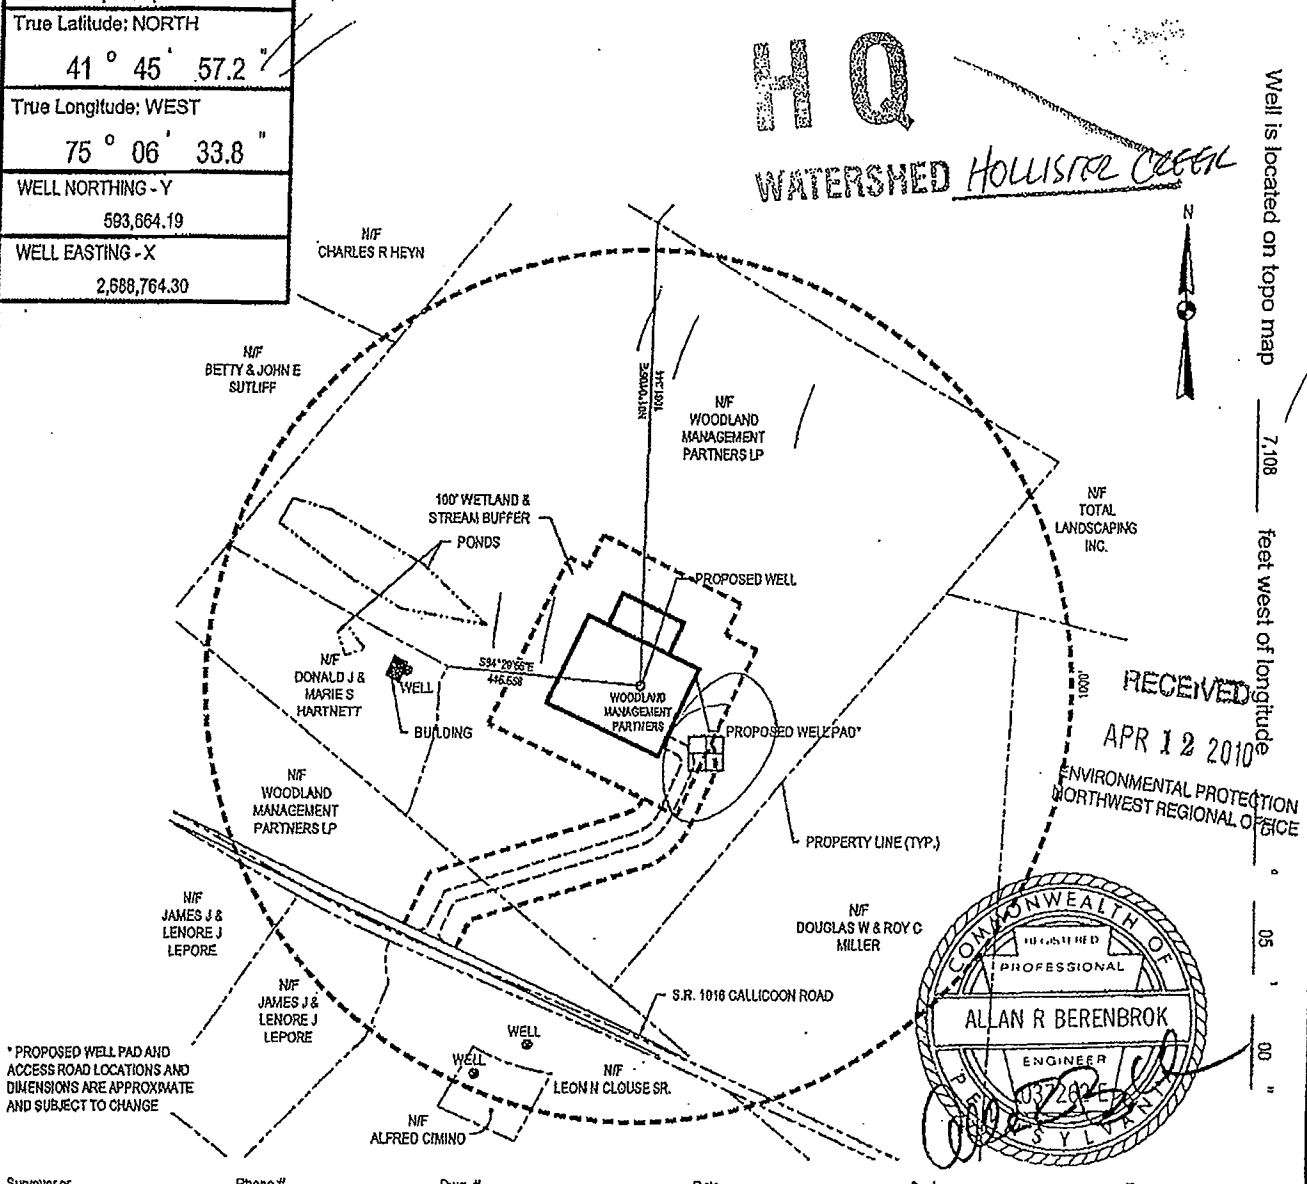 True Latitude: NORTH
41 ° 45 ' 57.2 "
True Longitude: WEST
75 ° 06 ' 33.8 "
WELL NORTHING - Y
593,664.19
WELL EASTING - X
2,688,764.30
H Q
WATERSHED HOLLISTER CREEK
N
Well is located on topo map 7,108 feet west of longitude
° 05 ' 00 "
N/F
CHARLES R HEYN
N/F
BETTY & JOHN E
SUTLIFF
N/F
WOODLAND
MANAGEMENT
PARTNERS LP
100' WETLAND &
STREAM BUFFER
PONDS
PROPOSED WELL
N/F
TOTAL
LANDSCAPING
INC.
N/F
DONALD J &
MARIE S
HARTNETT
WELL
BUILDING
WOODLAND
MANAGEMENT
PARTNERS
PROPOSED WELL PAD*
1000'
RECEIVED
APR 12 2010
ENVIRONMENTAL PROTECTION
NORTHWEST REGIONAL OFFICE
N/F
WOODLAND
MANAGEMENT
PARTNERS LP
PROPERTY LINE (TYP.)
N/F
JAMES J &
LENORE J
LEPORE
N/F
DOUGLAS W & ROY C
MILLER
N/F
JAMES J &
LENORE J
LEPORE
S.R. 1016 CALLICOON ROAD
WELL
WELL
N/F
LEON N CLOUSE SR.
N/F
ALFRED CIMINO
* PROPOSED WELL PAD AND
ACCESS ROAD LOCATIONS AND
DIMENSIONS ARE APPROXIMATE
AND SUBJECT TO CHANGE
COMMONWEALTH OF
REGISTERED
PROFESSIONAL
ALLAN R BERENBROK
ENGINEER
PENNSYLVANIA